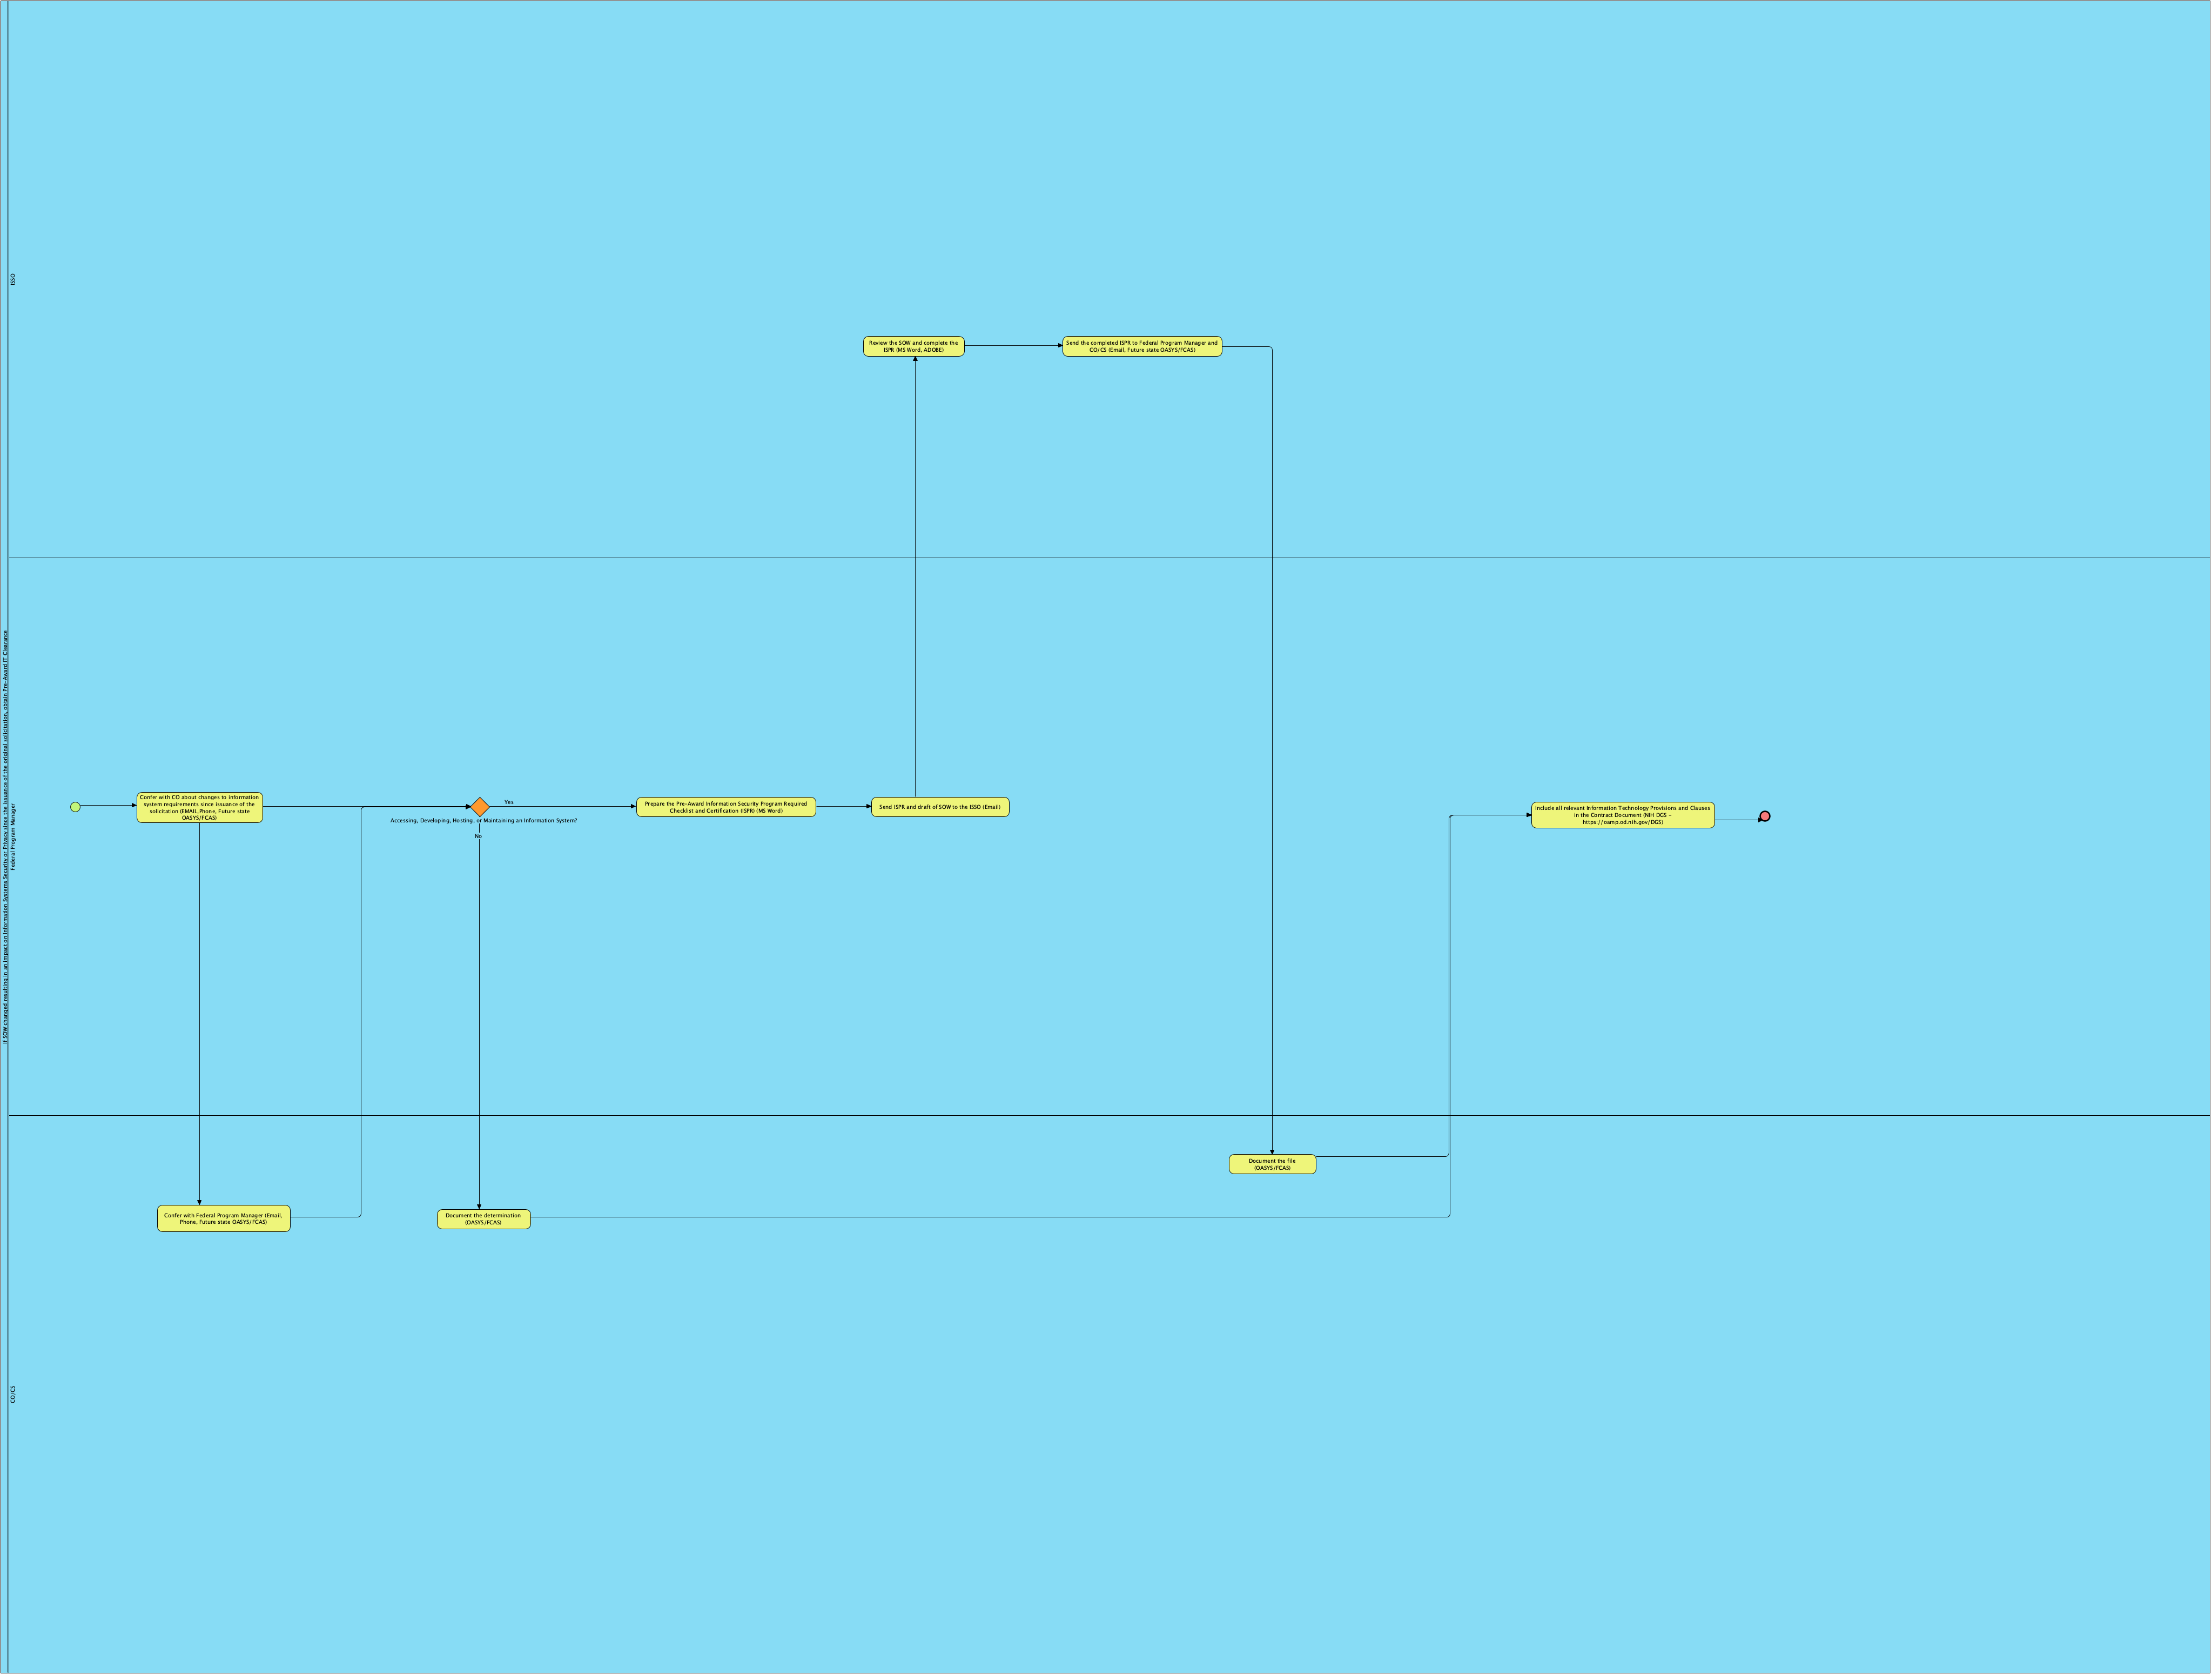 If SOW changed resulting in an impact on Information Systems Security or Privacy since the issuance of the original solicitation, obtain Pre-Award IT Clearance
ISSO
Review the SOW and complete the
ISPR (MS Word, ADOBE)
Send the completed ISPR to Federal Program Manager and
CO/CS (Email, Future state OASYS/FCAS)
Federal Program Manager
Confer with CO about changes to information
system requirements since issuance of the
solicitation (EMAIL,Phone, Future state
OASYS/FCAS)
Yes
Accessing, Developing, Hosting, or Maintaining an Information System?
No
Prepare the Pre-Award Information Security Program Required
Checklist and Certification (ISPR) (MS Word)
Send ISPR and draft of SOW to the ISSO (Email)
Include all relevant Information Technology Provisions and Clauses
in the Contract Document (NIH DGS -
https://oamp.od.nih.gov/DGS)
CO/CS
Document the file
(OASYS/FCAS)
Confer with Federal Program Manager (Email,
Phone, Future state OASYS/FCAS)
Document the determination
(OASYS/FCAS)